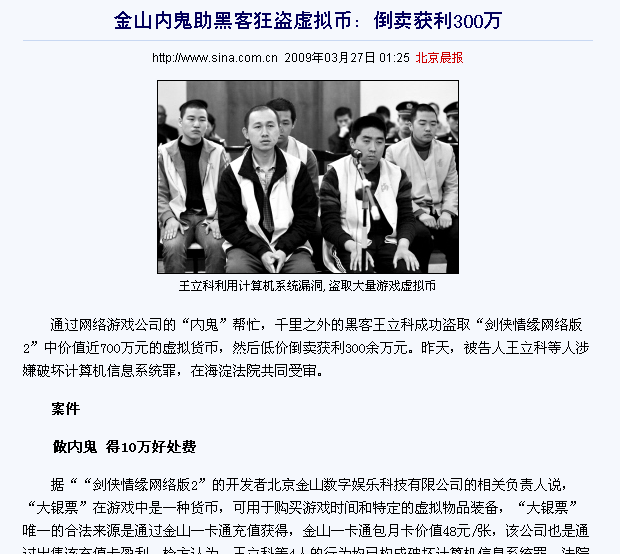 金山内鬼助黑客狂盗虚拟币：倒卖获利300万
http://www.sina.com.cn 2009年03月27日 01:25 北京晨报
王立科利用计算机系统漏洞,盗取大量游戏虚拟币
通过网络游戏公司的“内鬼”帮忙，千里之外的黑客王立科成功盗取“剑侠情缘网络版
2”中价值近700万元的虚拟货币，然后低价倒卖获利300余万元。昨天，被告人王立科等人涉
嫌破坏计算机信息系统罪，在海淀法院共同受审。
案件
做内鬼 得10万好处费
据““剑侠情缘网络版2”的开发者北京金山数字娱乐科技有限公司的相关负责人说，
“大银票”在游戏中是一种货币，可用于购买游戏时间和特定的虚拟物品装备，“大银票”
唯一的合法来源是通过金山一卡通充值获得，金山一卡通包月卡价值48元/张，该公司也是通
过出售该充值卡盈利。检方认为，王立科等4人的行为均已构成破坏计算机信息系统罪，法院